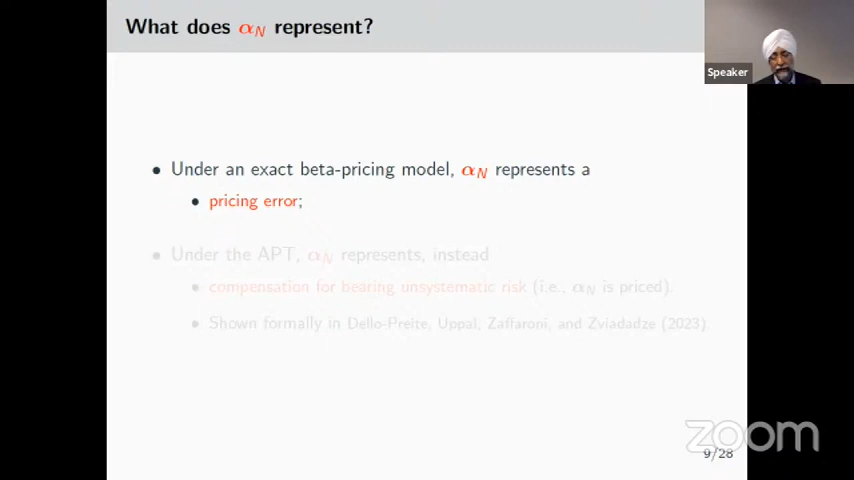 What does α_N represent?
Speaker
• Under an exact beta-pricing model, α_N represents a
• pricing error;
• Under the APT, α_N represents, instead
• compensation for bearing unsystematic risk (i.e., α_N is priced).
• Shown formally in Dello-Preite, Uppal, Zaffaroni, and Zviadadze (2023)
zoom
9/28